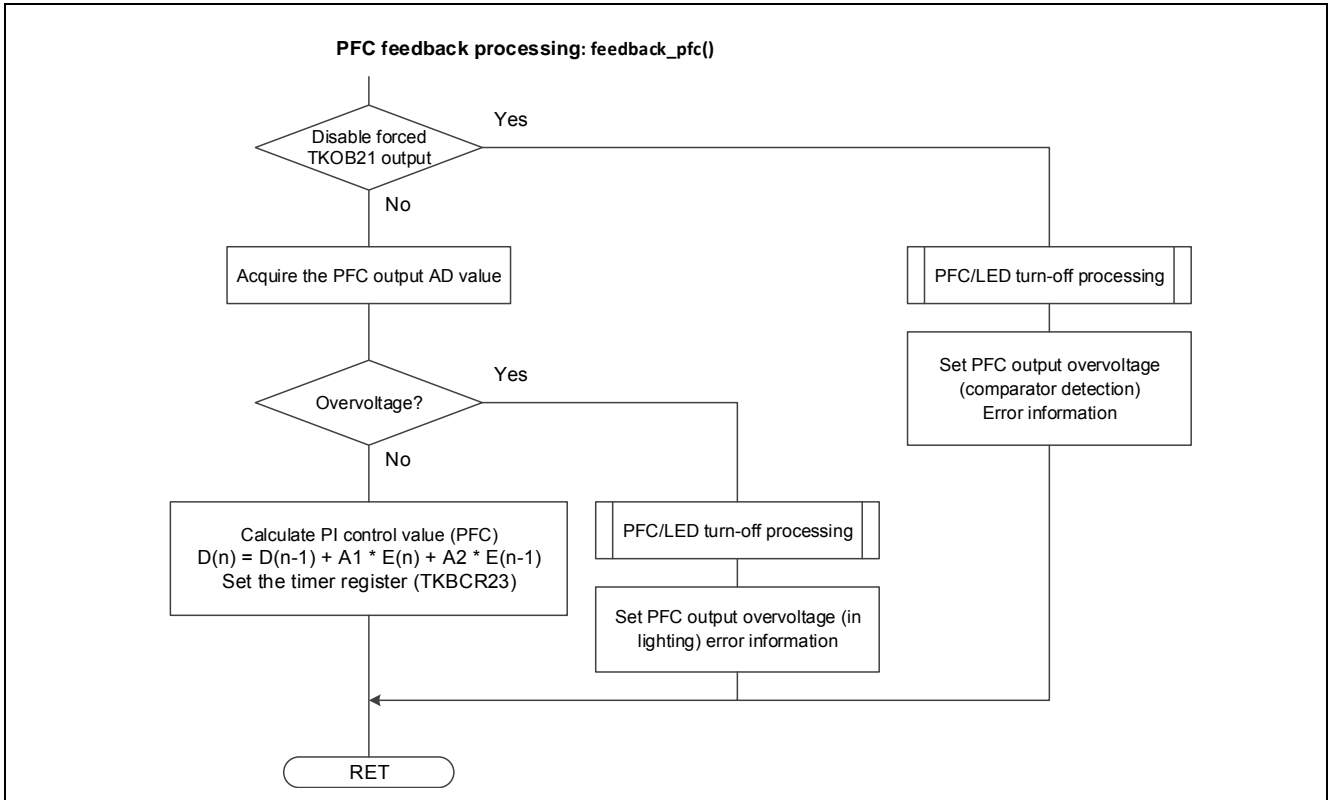 PFC feedback processing: feedback_pfc()
Yes
Disable forced
TKOB21 output
No
Acquire the PFC output AD value
PFC/LED turn-off processing
Set PFC output overvoltage
(comparator detection)
Error information
Yes
Overvoltage?
No
Calculate PI control value (PFC)
D(n) = D(n-1) + A1 * E(n) + A2 * E(n-1)
Set the timer register (TKBCR23)
PFC/LED turn-off processing
Set PFC output overvoltage (in
lighting) error information
RET